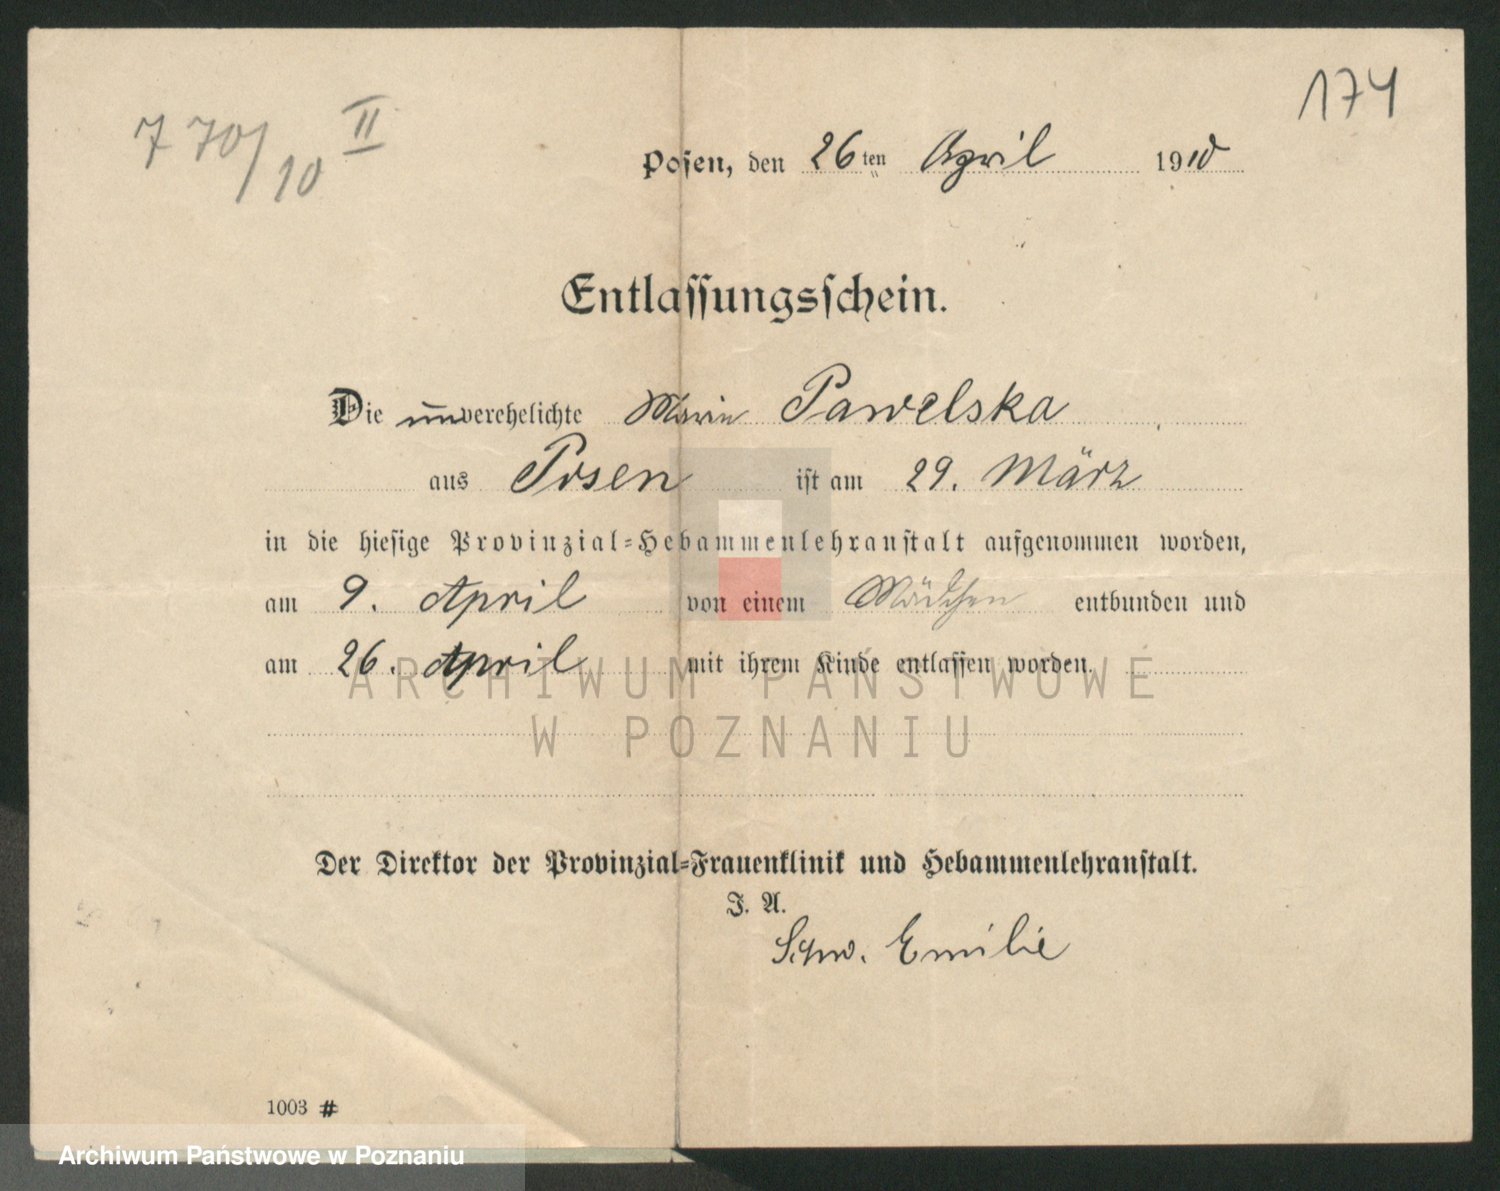 770/10 II
174
Posen, den 26ten April 1910
Entlassungsschein.
Die unverehelichte Marie Pawelska
aus Posen ist am 29. März
in die hiesige Provinzial-Hebammenlehranstalt aufgenommen worden,
am 9. April von einem Mädchen entbunden und
am 26. April mit ihrem Kinde entlassen worden.
ARCHIWUM PAŃSTWOWE
W POZNANIU
Der Direktor der Provinzial-Frauenklinik und Hebammenlehranstalt.
J. A.
Schw. Emilie
1003 #
Archiwum Państwowe w Poznaniu